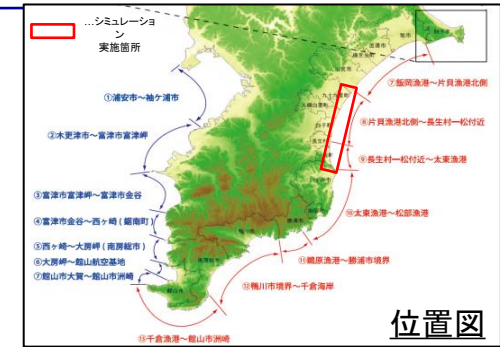 …シミュレーショ
ン
実施箇所
⑦飯岡漁港~片貝漁港北側
①浦安市~袖ケ浦市
⑧片貝漁港北側~長生村一松付近
②木更津市~富津市富津岬
⑨長生村一松付近~太東漁港
③富津市富津岬~富津市金谷
⑩太東漁港~松部漁港
④富津市金谷~西ヶ崎(鋸南町)
⑤西ヶ崎~大房岬(南房総市)
⑪鵜原漁港~勝浦市境界
⑥大房岬~館山航空基地
⑦館山市大賀~館山市洲崎
⑫鴨川市境界~千倉海岸
⑬千倉漁港~館山市洲崎
位置図